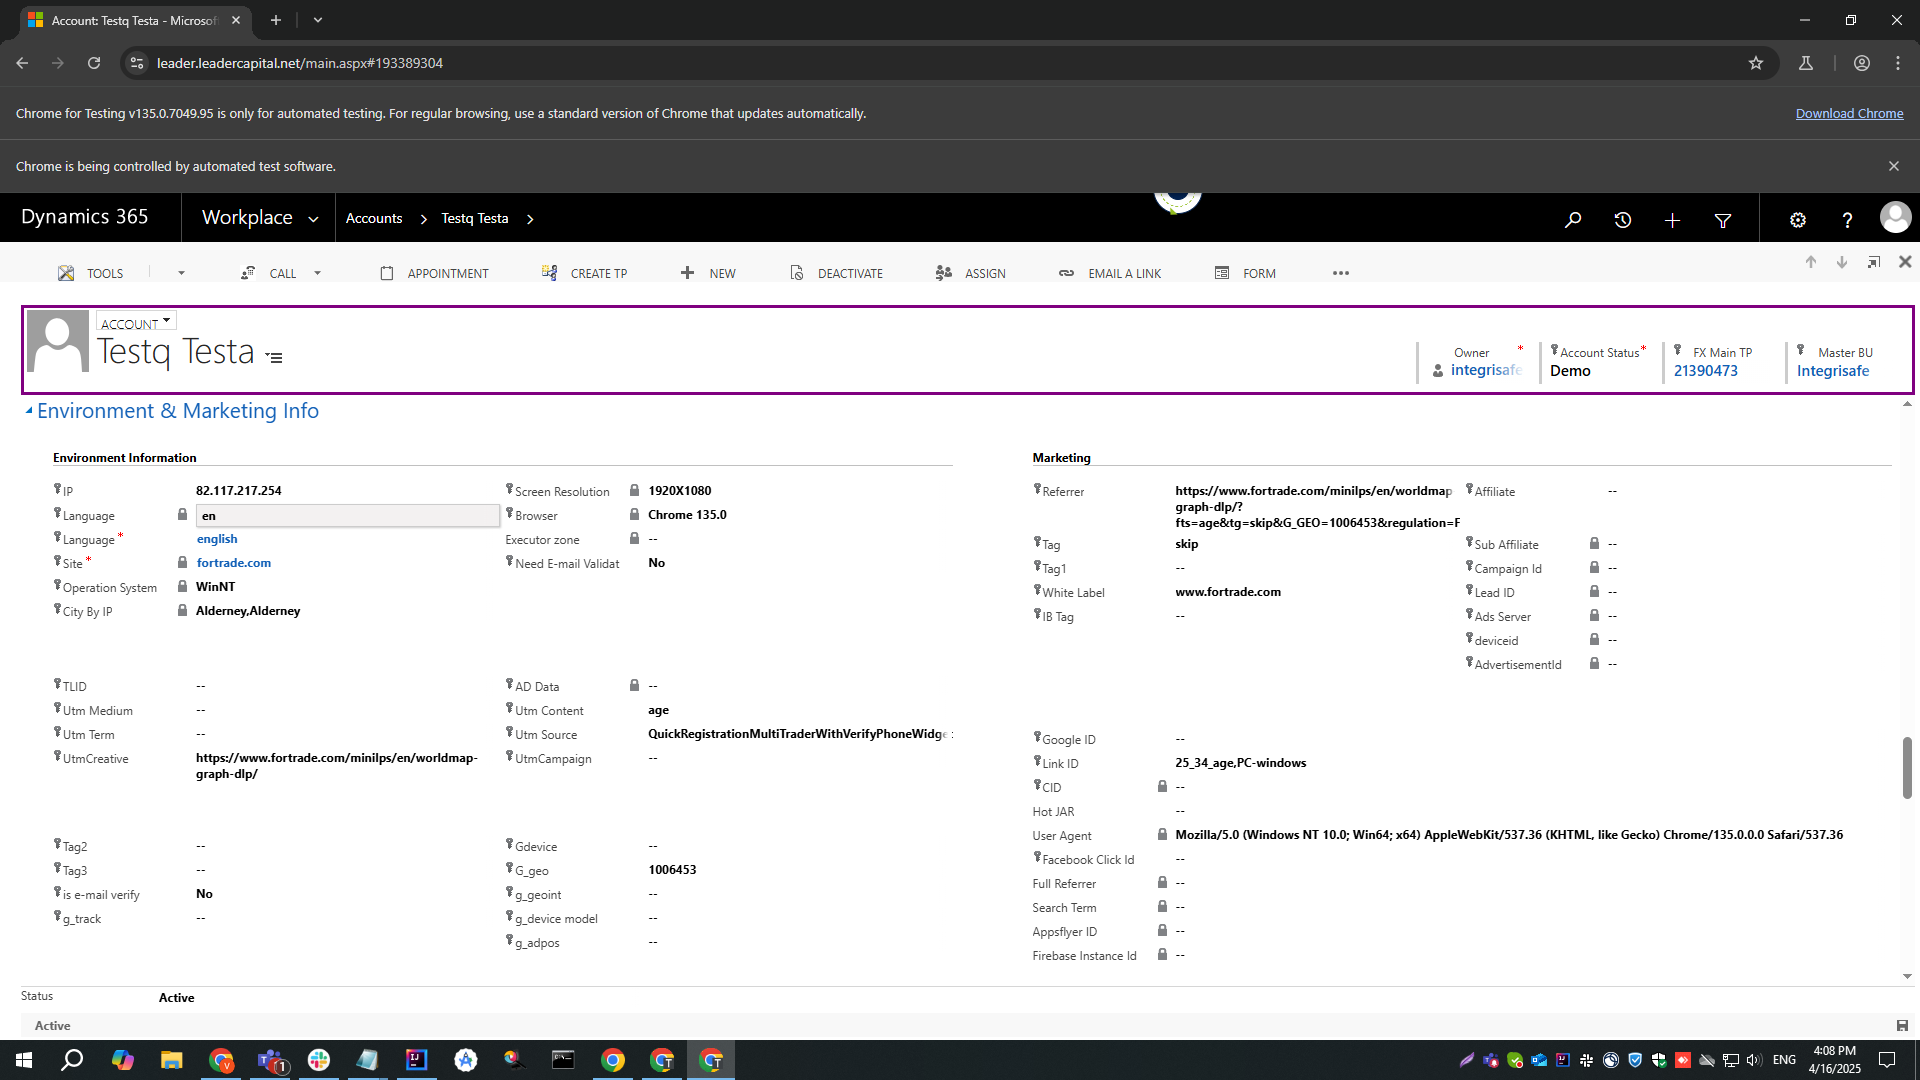 Account: Testq Testa - Microsof
leader.leadercapital.net/main.aspx#193389304
Chrome for Testing v135.0.7049.95 is only for automated testing. For regular browsing, use a standard version of Chrome that updates automatically.
Download Chrome
Chrome is being controlled by automated test software.
Dynamics 365
Workplace
Accounts
Testq Testa
TOOLS
CALL
APPOINTMENT
CREATE TP
NEW
DEACTIVATE
ASSIGN
EMAIL A LINK
FORM
ACCOUNT
Testq Testa
Owner *
integrisafe
Account Status *
Demo
FX Main TP
21390473
Master BU
Integrisafe
Environment & Marketing Info
Environment Information
IP 82.117.217.254
Language en
Language * english
Site * fortrade.com
Operation System WinNT
City By IP Alderney,Alderney
Screen Resolution 1920X1080
Browser Chrome 135.0
Executor zone --
Need E-mail Validat No
TLID --
Utm Medium --
Utm Term --
UtmCreative https://www.fortrade.com/minilps/en/worldmap-
graph-dlp/
AD Data --
Utm Content age
Utm Source QuickRegistrationMultiTraderWithVerifyPhoneWidge
UtmCampaign --
Tag2 --
Tag3 --
is e-mail verify No
g_track --
Gdevice --
G_geo 1006453
g_geoint --
g_device model --
g_adpos --
Marketing
Referrer https://www.fortrade.com/minilps/en/worldmap
graph-dlp/?
fts=age&tg=skip&G_GEO=1006453&regulation=F
Tag skip
Tag1 --
White Label www.fortrade.com
IB Tag --
Affiliate --
Sub Affiliate --
Campaign Id --
Lead ID --
Ads Server --
deviceid --
AdvertisementId --
Google ID --
Link ID 25_34_age,PC-windows
CID --
Hot JAR --
User Agent Mozilla/5.0 (Windows NT 10.0; Win64; x64) AppleWebKit/537.36 (KHTML, like Gecko) Chrome/135.0.0.0 Safari/537.36
Facebook Click Id --
Full Referrer --
Search Term --
Appsflyer ID --
Firebase Instance Id --
Status Active
Active
ENG
4:08 PM
4/16/2025